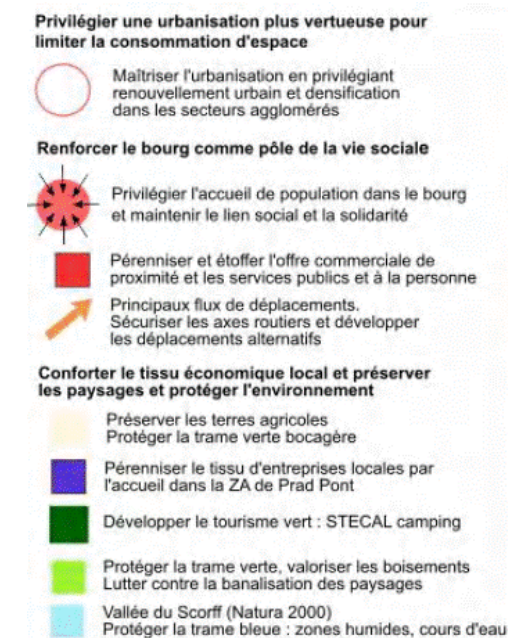 Privilégier une urbanisation plus vertueuse pour
limiter la consommation d'espace
Maîtriser l'urbanisation en privilégiant
renouvellement urbain et densification
dans les secteurs agglomérés
Renforcer le bourg comme pôle de la vie sociale
Privilégier l'accueil de population dans le bourg
et maintenir le lien social et la solidarité
Pérenniser et étoffer l'offre commerciale de
proximité et les services publics et à la personne
Principaux flux de déplacements.
Sécuriser les axes routiers et développer
les déplacements alternatifs
Conforter le tissu économique local et préserver
les paysages et protéger l'environnement
Préserver les terres agricoles
Protéger la trame verte bocagère
Pérenniser le tissu d'entreprises locales par
l'accueil dans la ZA de Prad Pont
Développer le tourisme vert : STECAL camping
Protéger la trame verte, valoriser les boisements
Lutter contre la banalisation des paysages
Vallée du Scorff (Natura 2000)
Protéger la trame bleue : zones humides, cours d'eau